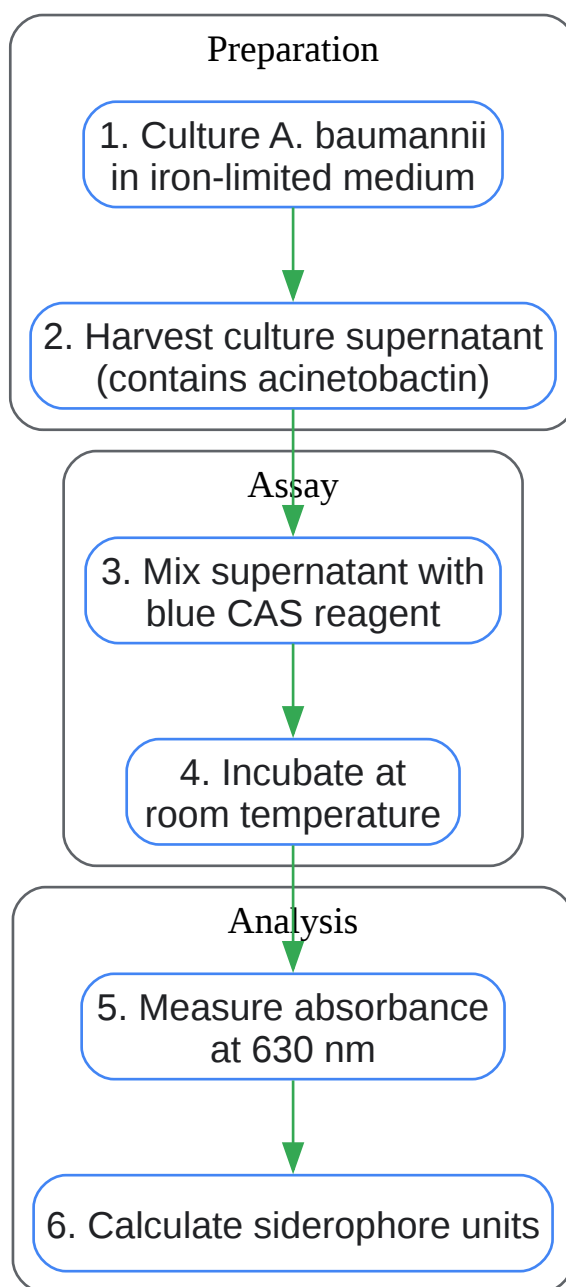 Preparation
1. Culture A. baumannii
in iron-limited medium
2. Harvest culture supernatant
(contains acinetobactin)
Assay
3. Mix supernatant with
blue CAS reagent
4. Incubate at
room temperature
Analysis
5. Measure absorbance
at 630 nm
6. Calculate siderophore units